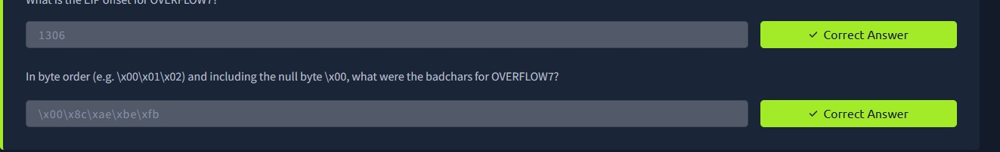 What is the EIP offset for OVERFLOW7?
1306
✓ Correct Answer
In byte order (e.g. \x00\x01\x02) and including the null byte \x00, what were the badchars for OVERFLOW7?
\x00\x8c\xae\xbe\xfb
✓ Correct Answer